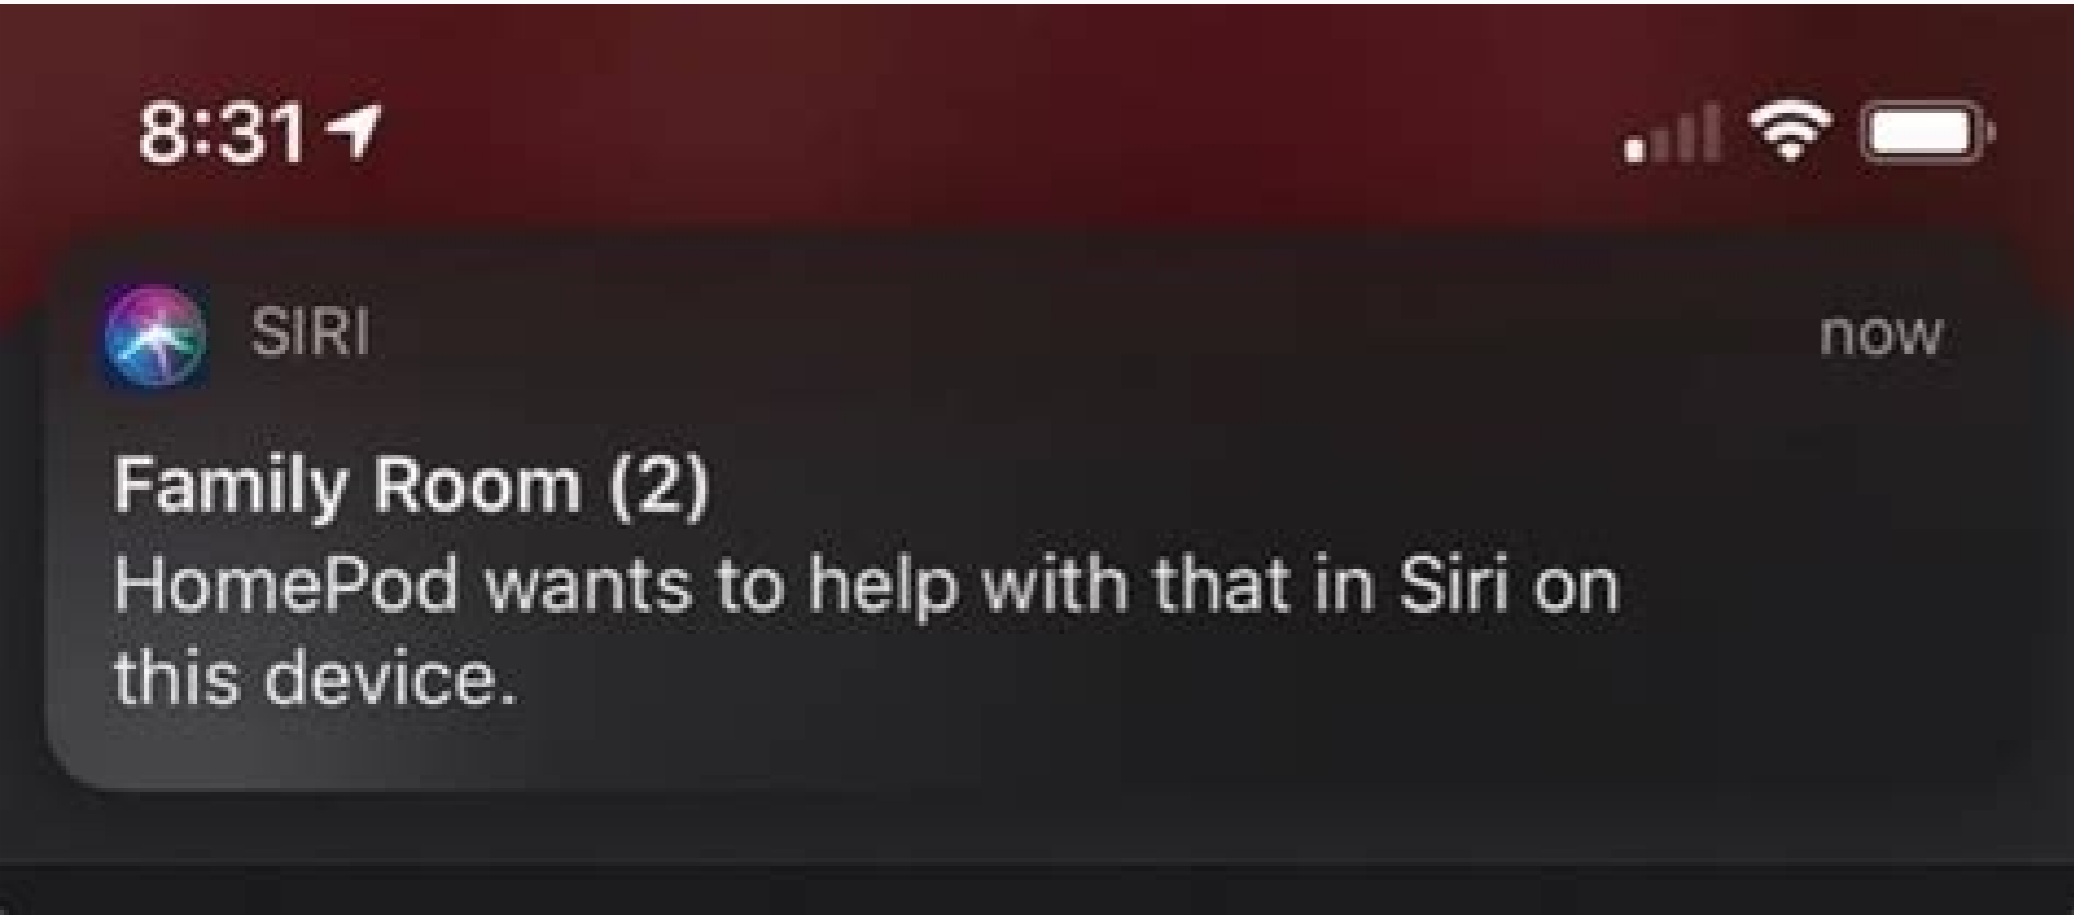 8:31
SIRI now
Family Room (2)
HomePod wants to help with that in Siri on
this device.